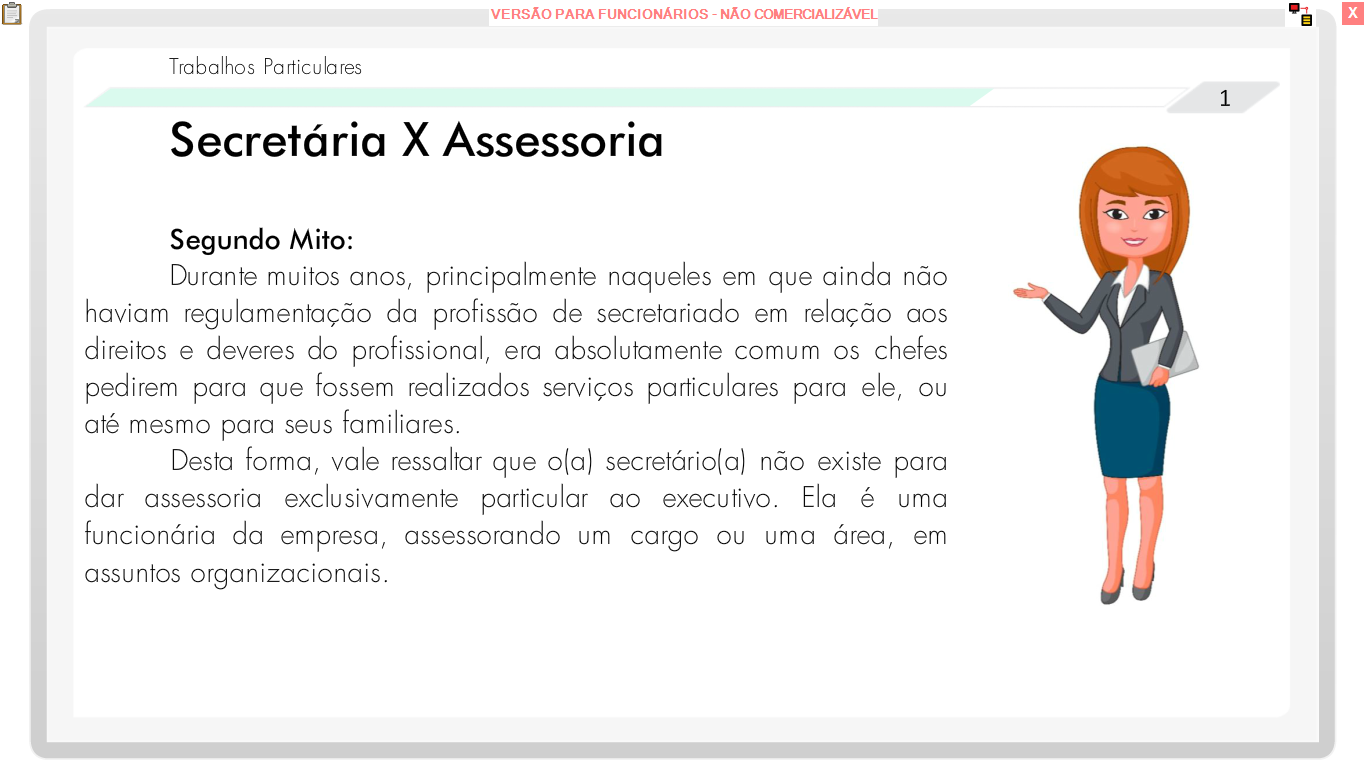 VERSÃO PARA FUNCIONÁRIOS - NÃO COMERCIALIZÁVEL
X
Trabalhos Particulares
1
Secretária X Assessoria
Segundo Mito:
Durante muitos anos, principalmente naqueles em que ainda não
haviam regulamentação da profissão de secretariado em relação aos
direitos e deveres do profissional, era absolutamente comum os chefes
pedirem para que fossem realizados serviços particulares para ele, ou
até mesmo para seus familiares.
Desta forma, vale ressaltar que o(a) secretário(a) não existe para
dar assessoria exclusivamente particular ao executivo. Ela é uma
funcionária da empresa, assessorando um cargo ou uma área, em
assuntos organizacionais.